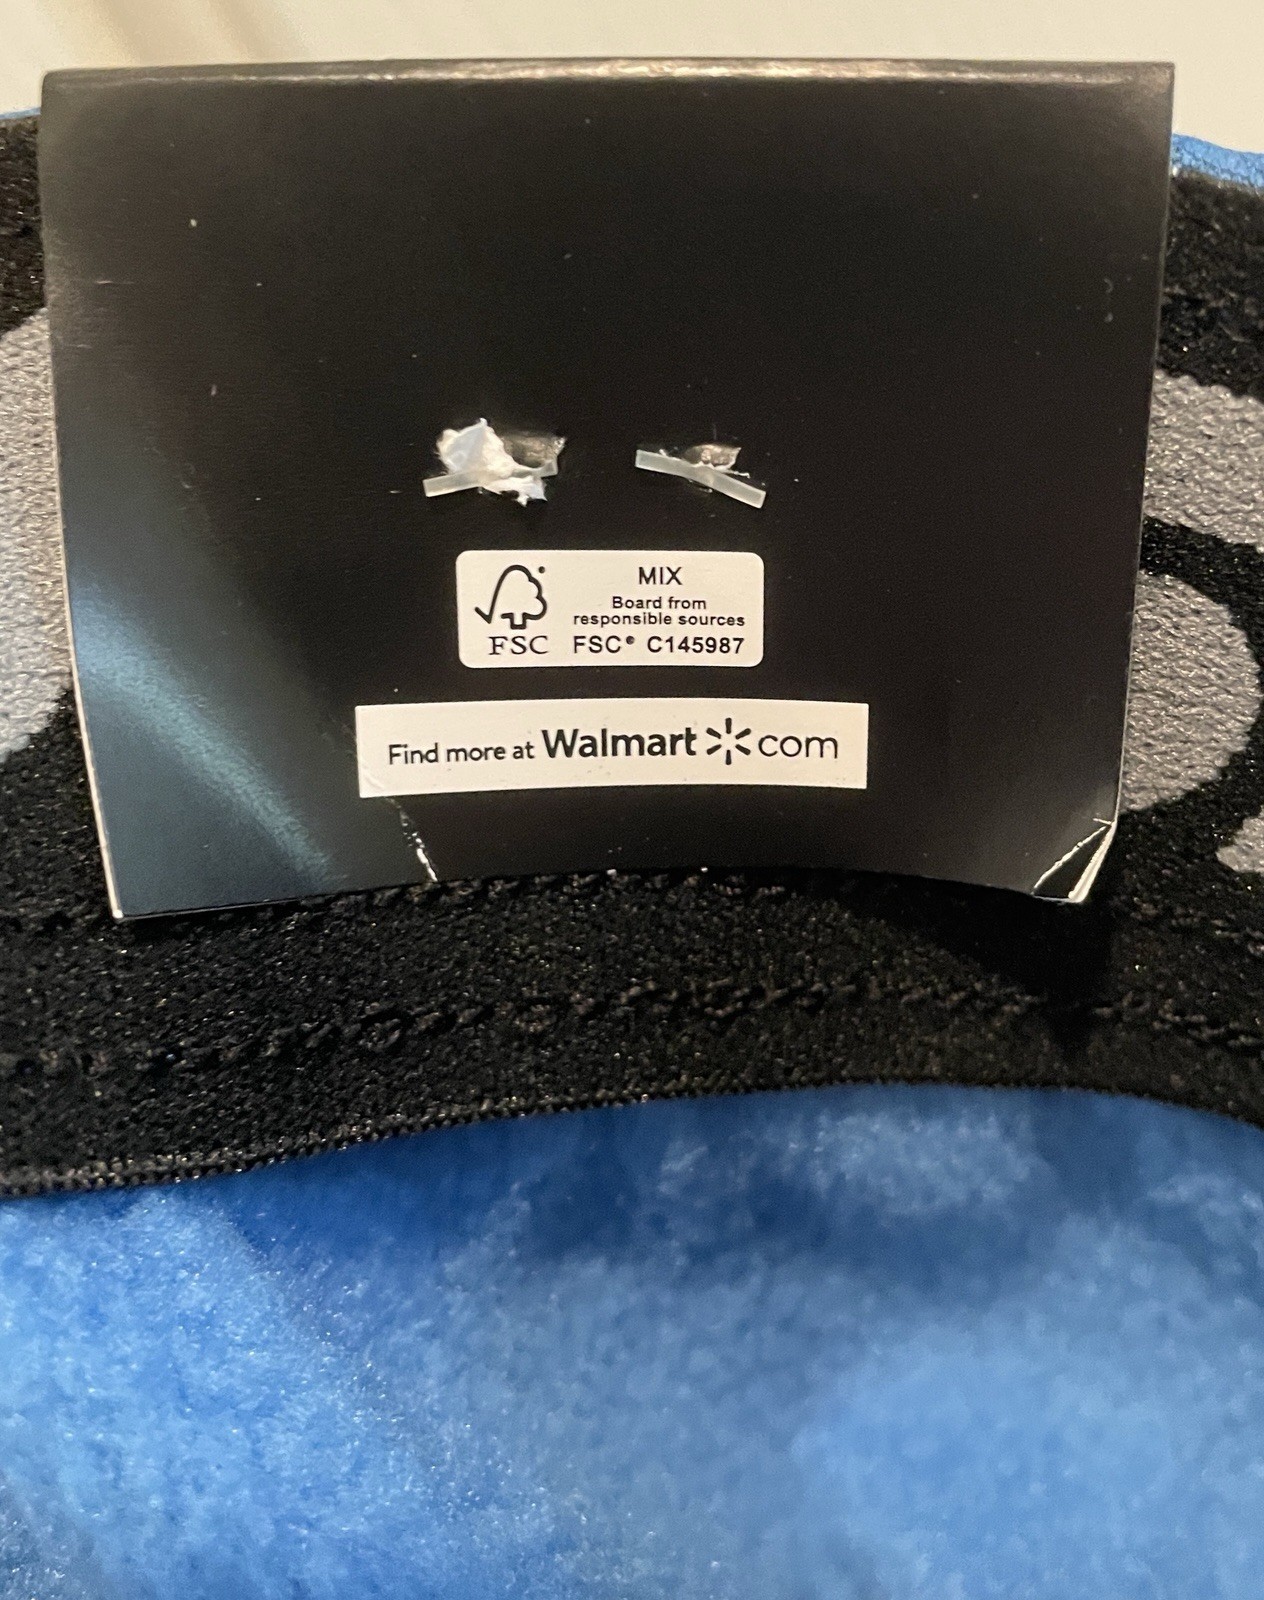 MIX
Board from
responsible sources
FSC
FSC® C145987
Find more at Walmart com